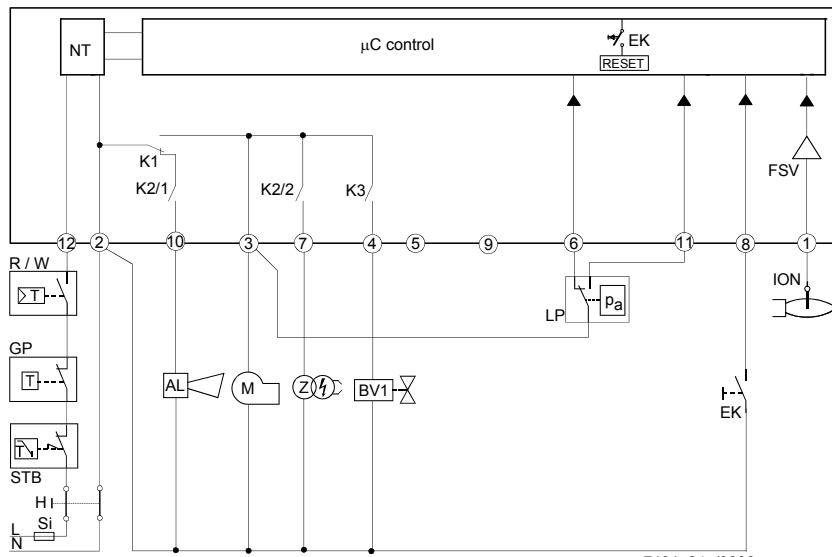 NT
µC control
EK
RESET
K1
K2/1
K2/2
K3
FSV
12
2
10
3
7
4
5
9
6
11
8
1
R / W
T
GP
T
STB
T
H
L
Si
N
AL
M
Z
BV1
LP
pa
ION
EK